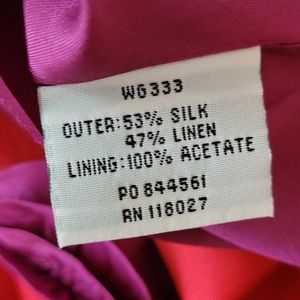 WG333
OUTER:53% SILK
47% LINEN
LINING:100% ACETATE
PO 844561
RN 118027